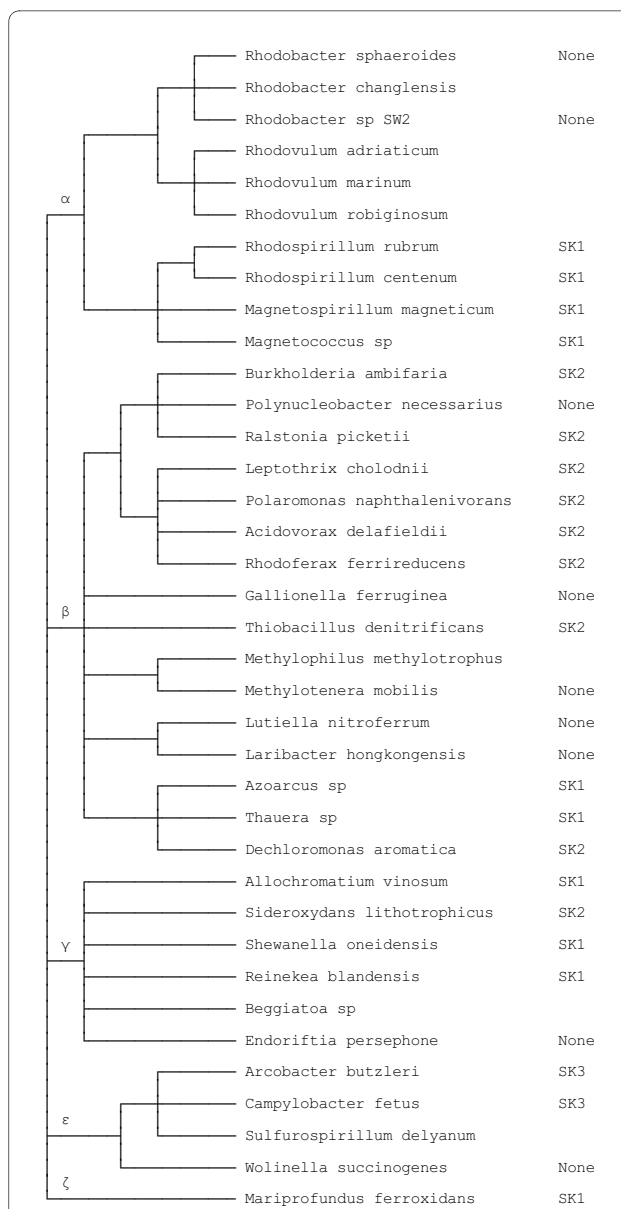 Rhodobacter sphaeroides None
Rhodobacter changlensis
Rhodobacter sp SW2 None
Rhodovulum adriaticum
Rhodovulum marinum
α
Rhodovulum robiginosum
Rhodospirillum rubrum SK1
Rhodospirillum centenum SK1
Magnetospirillum magneticum SK1
Magnetococcus sp SK1
Burkholderia ambifaria SK2
Polynucleobacter necessarius None
Ralstonia picketii SK2
Leptothrix cholodnii SK2
Polaromonas naphthalenivorans SK2
Acidovorax delafieldii SK2
Rhodoferax ferrireducens SK2
Gallionella ferruginea None
β
Thiobacillus denitrificans SK2
Methylophilus methylotrophus
Methylotenera mobilis None
Lutiella nitroferrum None
Laribacter hongkongensis None
Azoarcus sp SK1
Thauera sp SK1
Dechloromonas aromatica SK2
Allochromatium vinosum SK1
Sideroxydans lithotrophicus SK2
γ
Shewanella oneidensis SK1
Reinekea blandensis SK1
Beggiatoa sp
Endoriftia persephone None
Arcobacter butzleri SK3
Campylobacter fetus SK3
ε
Sulfurospirillum delyanum
Wolinella succinogenes None
ζ
Mariprofundus ferroxidans SK1